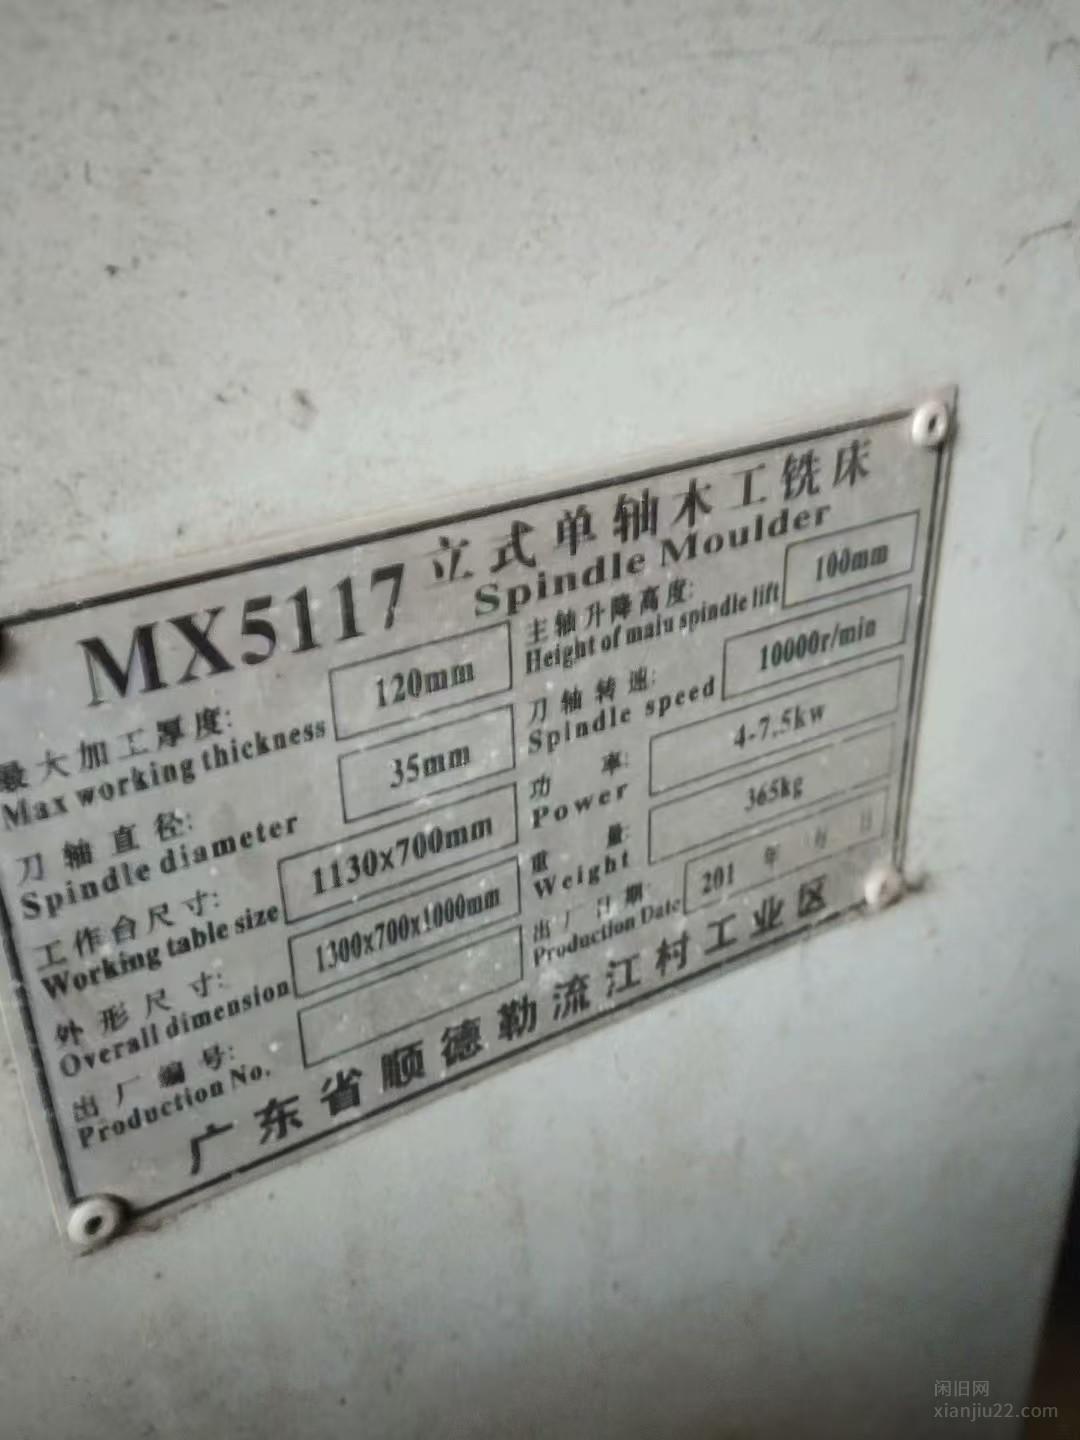 MX5117 立式单轴木工铣床
Spindle Moulder
最大加工厚度:
Max working thickness
120mm
刀轴直径:
Spindle diameter
35mm
工作台尺寸:
Working table size
1130x700mm
外形尺寸:
Overall dimension
1300x700x1000mm
出厂编号:
Production No.
主轴升降高度:
Height of malu spindle lift
100mm
刀轴转速:
Spindle speed
10000r/min
功率:
Power
4-7.5kw
重量:
Weight
365kg
出厂日期:
Production Date
201 年 月 日
广东省顺德勒流江村工业区
闲旧网
xianjiu22.com